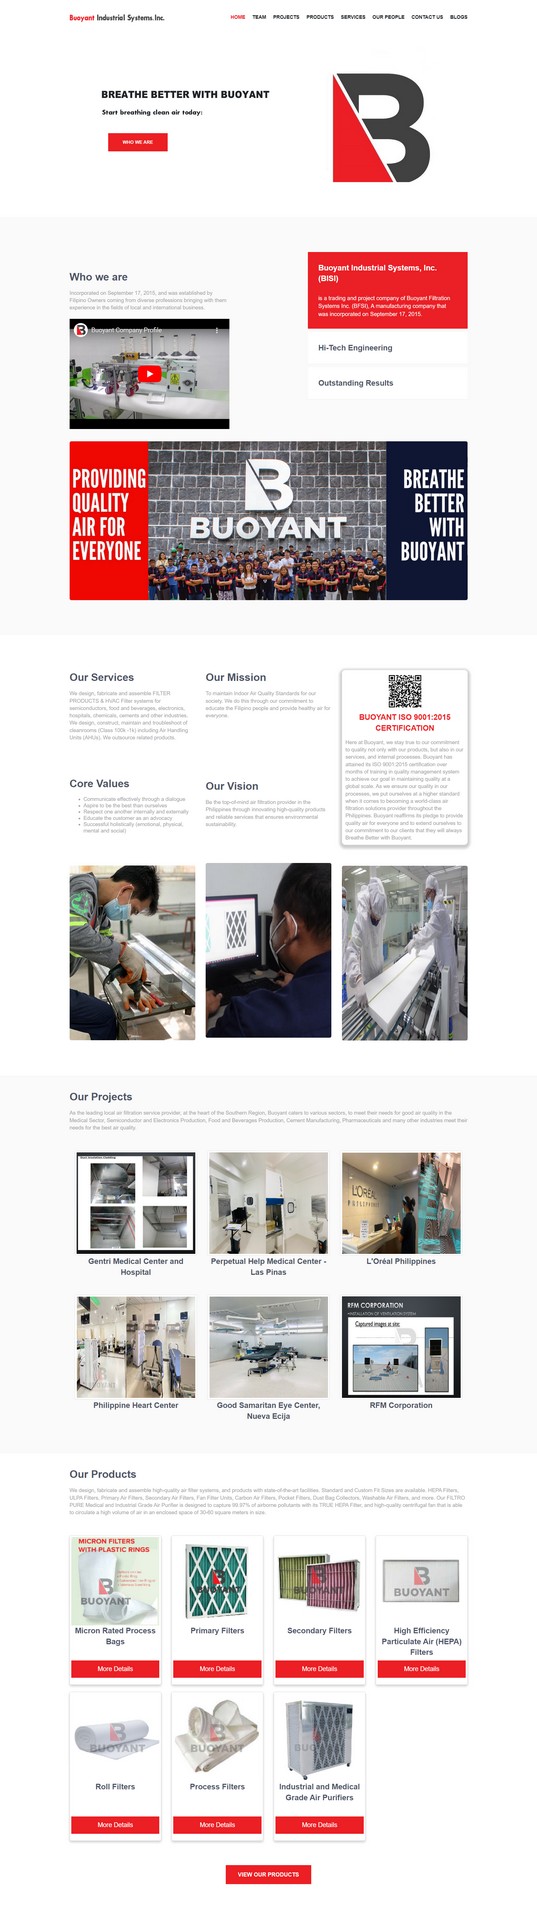 Buoyant Industrial Systems, Inc.
HOME TEAM PROJECTS PRODUCTS SERVICES OUR PEOPLE CONTACT US BLOGS
BREATHE BETTER WITH BUOYANT
Start breathing clean air today:
WHO WE ARE
Who we are
Incorporated on September 17, 2015, and was established by
Filipino Owners coming from diverse professions bringing with them
experience in the fields of local and international business.
Buoyant Company Profile
Buoyant Industrial Systems, Inc.
(BISI)
is a trading and project company of Buoyant Filtration
Systems Inc. (BFSI), A manufacturing company that
was incorporated on September 17, 2015.
Hi-Tech Engineering
Outstanding Results
PROVIDING
QUALITY
AIR FOR
EVERYONE
BUOYANT
BREATHE
BETTER
WITH
BUOYANT
Our Services
We design, fabricate and assemble FILTER
PRODUCTS & HVAC Filter systems for
semiconductors, food and beverages, electronics,
hospitals, chemicals, cements and other industries.
We design, construct, maintain and troubleshoot of
cleanrooms (Class 100k -1k) including Air Handling
Units (AHUs). We outsource related products.
Our Mission
To maintain Indoor Air Quality Standards for our
society. We do this through our commitment to
educate the Filipino people and provide healthy air for
everyone.
BUOYANT ISO 9001:2015
CERTIFICATION
Here at Buoyant, we stay true to our commitment
to quality not only with our products, but also in our
services, and internal processes. Buoyant has
attained its ISO 9001:2015 certification over
months of training in quality management system
to achieve our goal in maintaining quality at a
global scale. As we ensure our quality in our
processes, we put ourselves at a higher standard
when it comes to becoming a world-class air
filtration solutions provider throughout the
Philippines. Buoyant reaffirms its pledge to provide
quality air for everyone and to extend ourselves to
our commitment to our clients that they will always
Breathe Better with Buoyant.
Core Values
Communicate effectively through a dialogue
Aspire to be the best than ourselves
Respect one another internally and externally
Educate the customer as an advocacy
Successful holistically (emotional, physical,
mental and social)
Our Vision
Be the top-of-mind air filtration provider in the
Philippines through innovating high-quality products
and reliable services that ensures environmental
sustainability.
Our Projects
As the leading local air filtration service provider, at the heart of the Southern Region, Buoyant caters to various sectors, to meet their needs for good air quality in the
Medical Sector, Semiconductor and Electronics Production, Food and Beverages Production, Cement Manufacturing, Pharmaceuticals and many other industries meet their
needs for the best air quality.
L'ORÉAL
PHILIPPINES
Gentri Medical Center and
Hospital
Perpetual Help Medical Center -
Las Pinas
L'Oréal Philippines
RFM CORPORATION
INSTALLATION OF VENTILATION SYSTEM
Captured images at site:
Philippine Heart Center
Good Samaritan Eye Center,
Nueva Ecija
RFM Corporation
Our Products
We design, fabricate and assemble high-quality air filter systems, and products with state-of-the-art facilities. Standard and Custom Fit Sizes are available. HEPA Filters,
ULPA Filters, Primary Air Filters, Secondary Air Filters, Fan Filter Units, Carbon Air Filters, Pocket Filters, Dust Bag Collectors, Washable Air Filters, and more. Our FILTRO
PURE Medical and Industrial Grade Air Purifier is designed to capture 99.97% of airborne pollutants with its TRUE HEPA Filter, and high-quality centrifugal fan that is able
to circulate a high volume of air in an enclosed space of 30-60 square meters in size.
MICRON FILTERS
WITH PLASTIC RINGS
BUOYANT
BUOYANT
BUOYANT
BUOYANT
Micron Rated Process
Bags
Primary Filters
Secondary Filters
High Efficiency
Particulate Air (HEPA)
Filters
More Details
More Details
More Details
More Details
BUOYANT
BUOYANT
BUOYANT
Roll Filters
Process Filters
Industrial and Medical
Grade Air Purifiers
More Details
More Details
More Details
VIEW OUR PRODUCTS